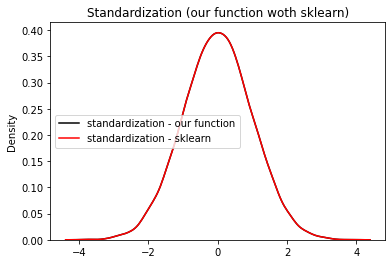 Standardization (our function woth sklearn)
0.40
0.35
0.30
0.25
0.20
0.15
0.10
0.05
0.00
Density
standardization - our function
standardization - sklearn
−4 −2 0 2 4